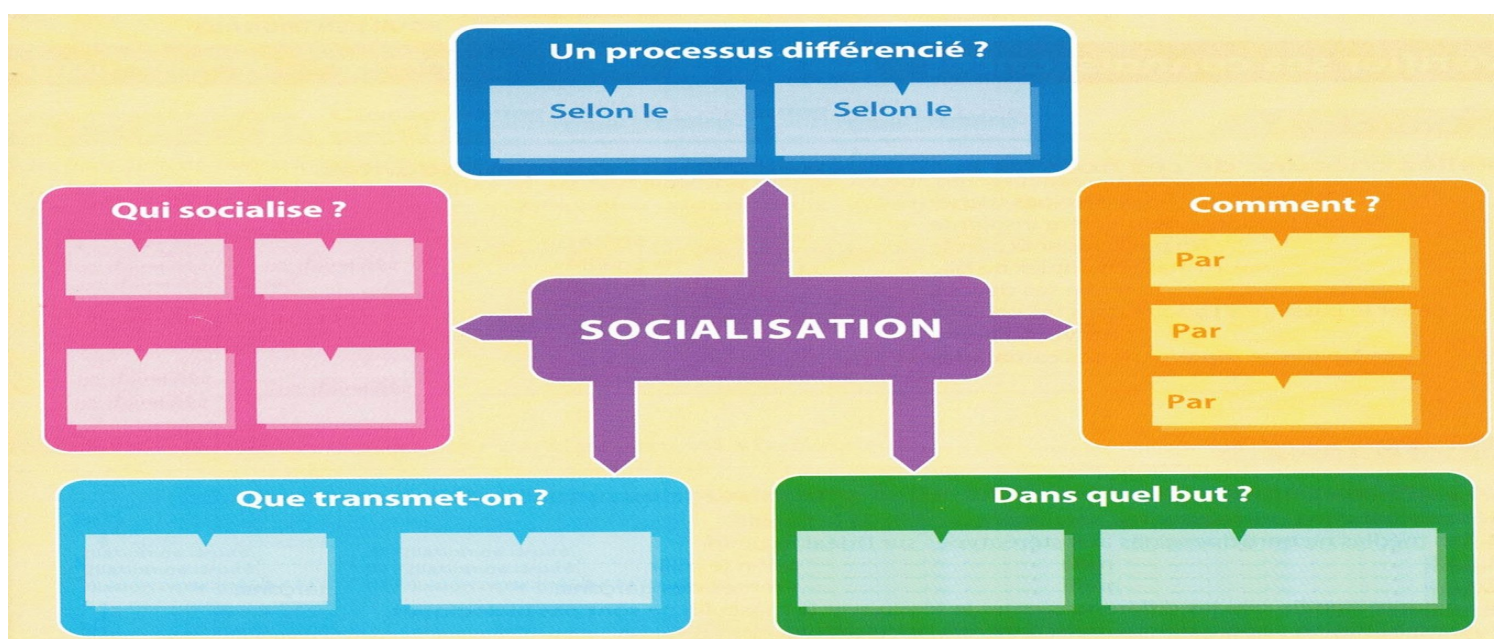 Un processus différencié ?
Selon le
Selon le
Qui socialise ?
Comment ?
Par
Par
Par
SOCIALISATION
Que transmet-on ?
Dans quel but ?